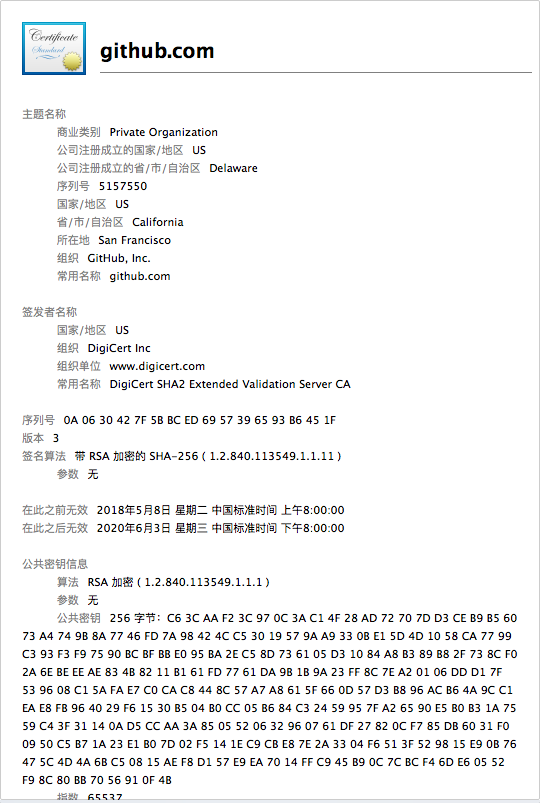 Certificate
Standard
github.com
主题名称
商业类别 Private Organization
公司注册成立的国家/地区 US
公司注册成立的省/市/自治区 Delaware
序列号 5157550
国家/地区 US
省/市/自治区 California
所在地 San Francisco
组织 GitHub, Inc.
常用名称 github.com
签发者名称
国家/地区 US
组织 DigiCert Inc
组织单位 www.digicert.com
常用名称 DigiCert SHA2 Extended Validation Server CA
序列号 0A 06 30 42 7F 5B BC ED 69 57 39 65 93 B6 45 1F
版本 3
签名算法 带 RSA 加密的 SHA-256 ( 1.2.840.113549.1.1.11 )
参数 无
在此之前无效 2018年5月8日 星期二 中国标准时间 上午8:00:00
在此之后无效 2020年6月3日 星期三 中国标准时间 下午8:00:00
公共密钥信息
算法 RSA 加密 ( 1.2.840.113549.1.1.1 )
参数 无
公共密钥 256 字节: C6 3C AA F2 3C 97 0C 3A C1 4F 28 AD 72 70 7D D3 CE B9 B5 60
73 A4 74 9B 8A 77 46 FD 7A 98 42 4C C5 30 19 57 9A A9 33 0B E1 5D 4D 10 58 CA 77 99
C3 93 F3 F9 75 90 BC BF BB E0 95 BA 2E C5 8D 73 61 05 D3 10 84 A8 B3 89 B8 2F 73 8C F0
2A 6E BE EE AE 83 4B 82 11 B1 61 FD 77 61 DA 9B 1B 9A 23 FF 8C 7E A2 01 06 DD D1 7F
53 96 08 C1 5A FA E7 C0 CA C8 44 8C 57 A7 A8 61 5F 66 0D 57 D3 B8 96 AC B6 4A 9C C1
EA E8 FB 96 40 29 F6 15 30 B5 04 B0 CC 05 B6 84 C3 24 59 95 7F A2 65 90 E5 B0 B3 1A 75
59 C4 3F 31 14 0A D5 CC AA 3A 85 05 52 06 32 96 07 61 DF 27 82 0C F7 85 DB 60 31 F0
09 50 C5 B7 1A 23 E1 B0 7D 02 F5 14 1E C9 CB E8 7E 2A 33 04 F6 51 3F 52 98 15 E9 0B 76
47 5C 4D 4A 6B C5 08 15 AE F8 D1 57 E9 EA 70 14 FF C9 45 B9 0C 7C BC F4 6D E6 05 52
F9 8C 80 BB 70 56 91 0F 4B
指数 65537